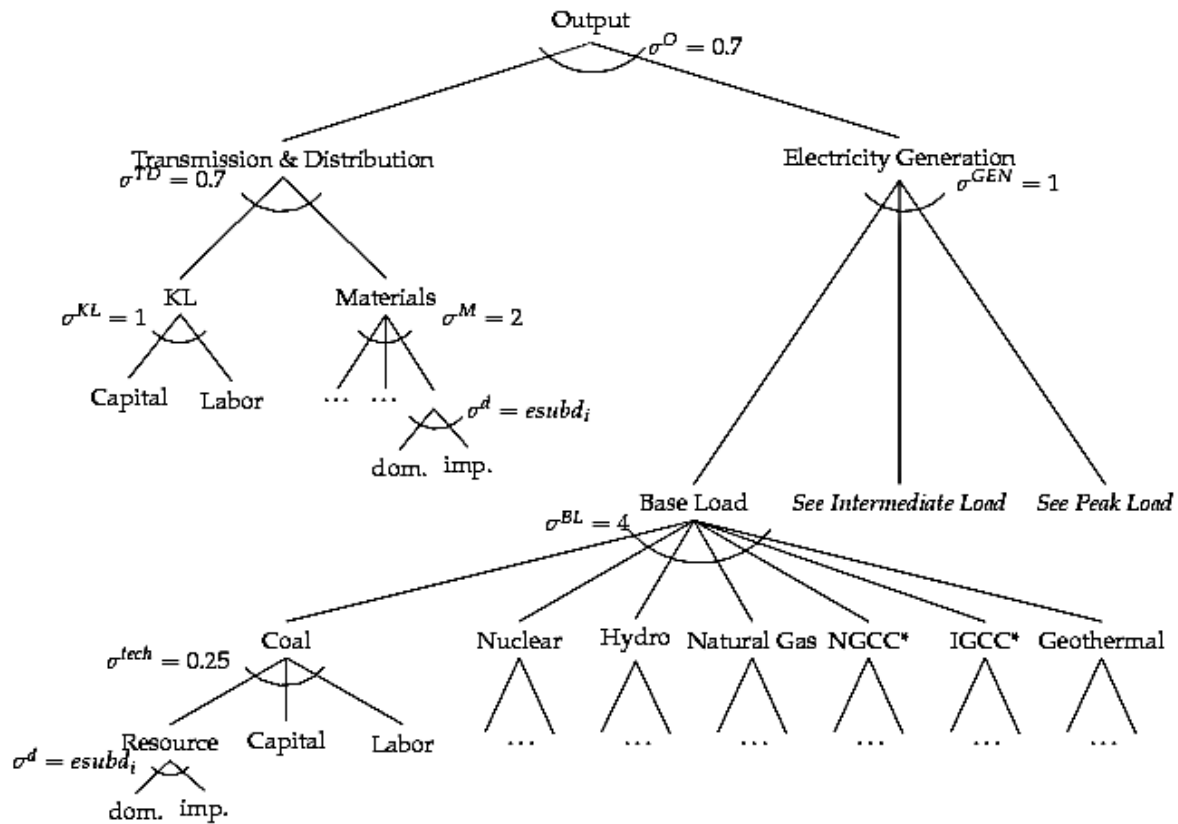 Output
σ^O = 0.7
Transmission & Distribution
Electricity Generation
σ^TD = 0.7
σ^GEN = 1
KL
Materials
σ^KL = 1
σ^M = 2
Capital
Labor
... ...
σ^d = esubd_i
dom. imp.
Base Load
See Intermediate Load
See Peak Load
σ^BL = 4
Coal
Nuclear
Hydro
Natural Gas
NGCC*
IGCC*
Geothermal
σ^tech = 0.25
Resource
Capital
Labor
... ... ... ... ... ...
σ^d = esubd_i
dom. imp.